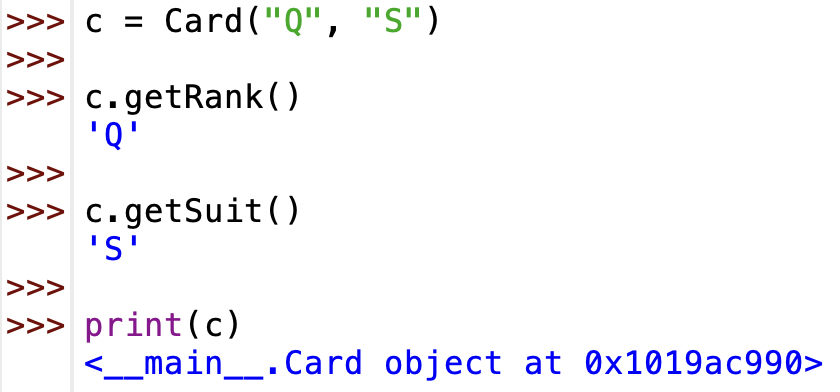 >>> c = Card("Q", "S")
>>>
>>> c.getRank()
'Q'
>>>
>>> c.getSuit()
'S'
>>>
>>> print(c)
<__main__.Card object at 0x1019ac990>